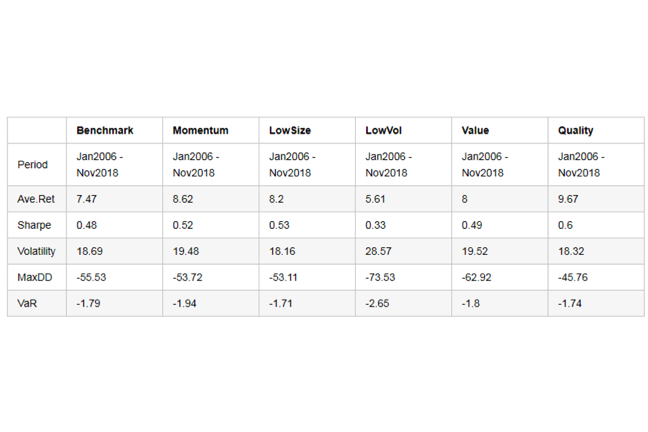 Benchmark Momentum LowSize LowVol Value Quality
Period Jan2006 - Nov2018 Jan2006 - Nov2018 Jan2006 - Nov2018 Jan2006 - Nov2018 Jan2006 - Nov2018 Jan2006 - Nov2018
Ave.Ret 7.47 8.62 8.2 5.61 8 9.67
Sharpe 0.48 0.52 0.53 0.33 0.49 0.6
Volatility 18.69 19.48 18.16 28.57 19.52 18.32
MaxDD -55.53 -53.72 -53.11 -73.53 -62.92 -45.76
VaR -1.79 -1.94 -1.71 -2.65 -1.8 -1.74